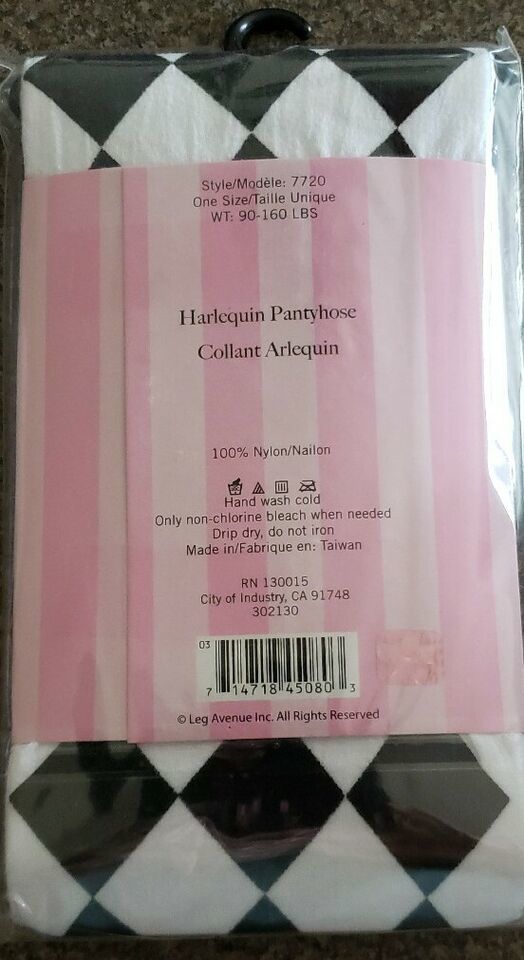 Style/Modèle: 7720
One Size/Taille Unique
WT: 90-160 LBS
Harlequin Pantyhose
Collant Arlequin
100% Nylon/Nailon
Hand wash cold
Only non-chlorine bleach when needed
Drip dry, do not iron
Made in/Fabrique en: Taiwan
RN 130015
City of Industry, CA 91748
302130
03
7 14718 45080 3
© Leg Avenue Inc. All Rights Reserved